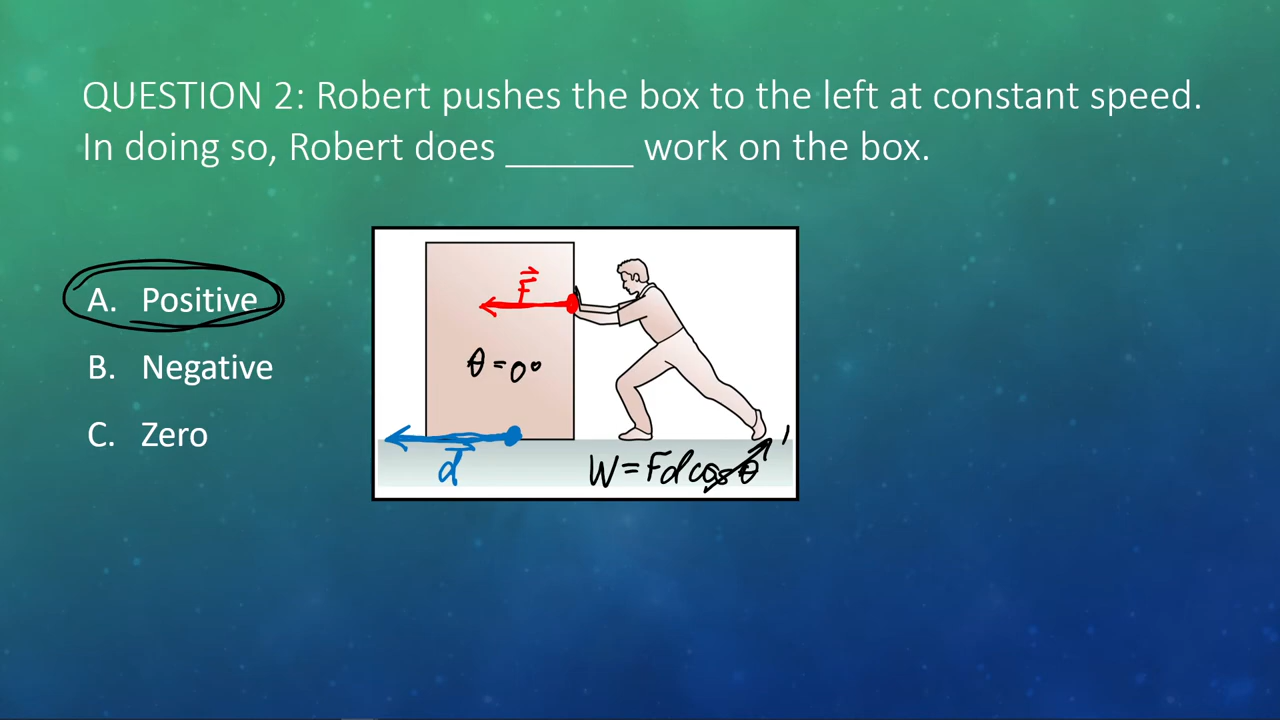 QUESTION 2: Robert pushes the box to the left at constant speed.
In doing so, Robert does ______ work on the box.
A. Positive
B. Negative
C. Zero
F
θ = 0°
d
W = Fd cos θ 1